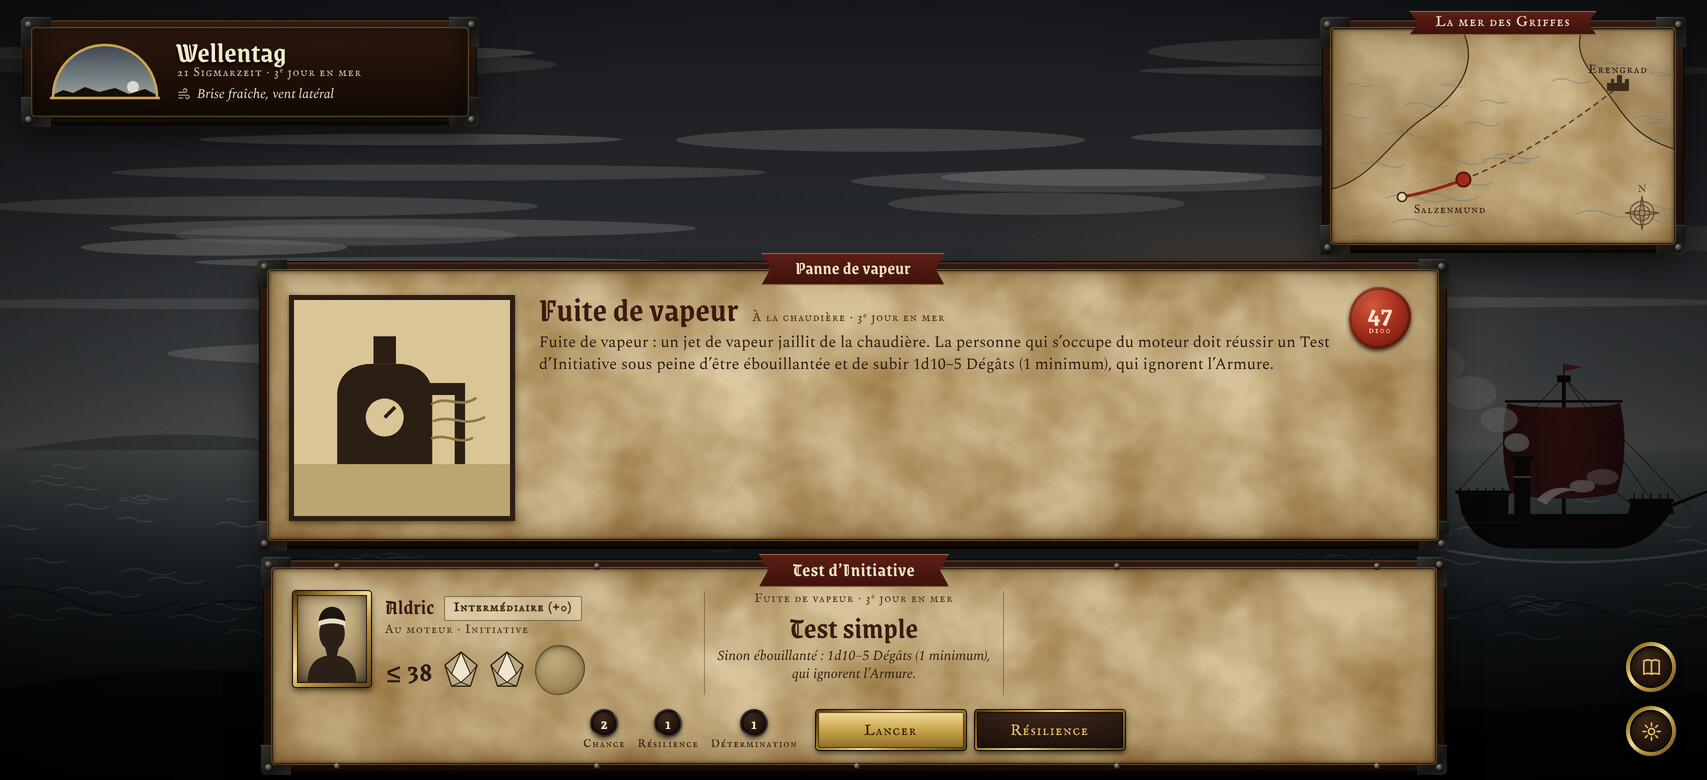 Wellentag
21 Sigmarzeit · 3e jour en mer
Brise fraîche, vent latéral
La mer des Griffes
Erengrad
N
Salzenmund
Panne de vapeur
Fuite de vapeur À la chaudière · 3e jour en mer
47
D100
Fuite de vapeur : un jet de vapeur jaillit de la chaudière. La personne qui s’occupe du moteur doit réussir un Test
d’Initiative sous peine d’être ébouillantée et de subir 1d10–5 Dégâts (1 minimum), qui ignorent l’Armure.
Test d’Initiative
Aldric Intermédiaire (+0)
Au moteur · Initiative
≤ 38
Fuite de vapeur · 3e jour en mer
Test simple
Sinon ébouillanté : 1d10–5 Dégâts (1 minimum),
qui ignorent l’Armure.
2 Chance
1 Résilience
1 Détermination
Lancer
Résilience